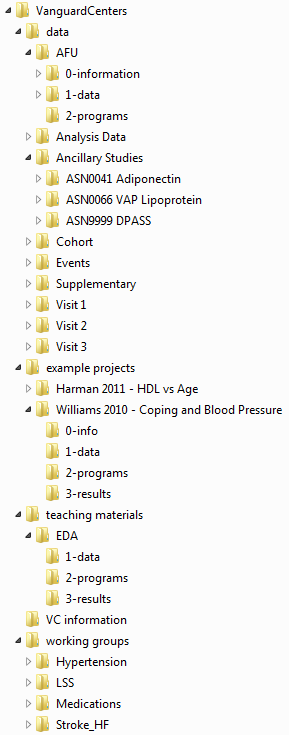 VanguardCenters
data
AFU
0-information
1-data
2-programs
Analysis Data
Ancillary Studies
ASN0041 Adiponectin
ASN0066 VAP Lipoprotein
ASN9999 DPASS
Cohort
Events
Supplementary
Visit 1
Visit 2
Visit 3
example projects
Harman 2011 - HDL vs Age
Williams 2010 - Coping and Blood Pressure
0-info
1-data
2-programs
3-results
teaching materials
EDA
1-data
2-programs
3-results
VC information
working groups
Hypertension
LSS
Medications
Stroke_HF